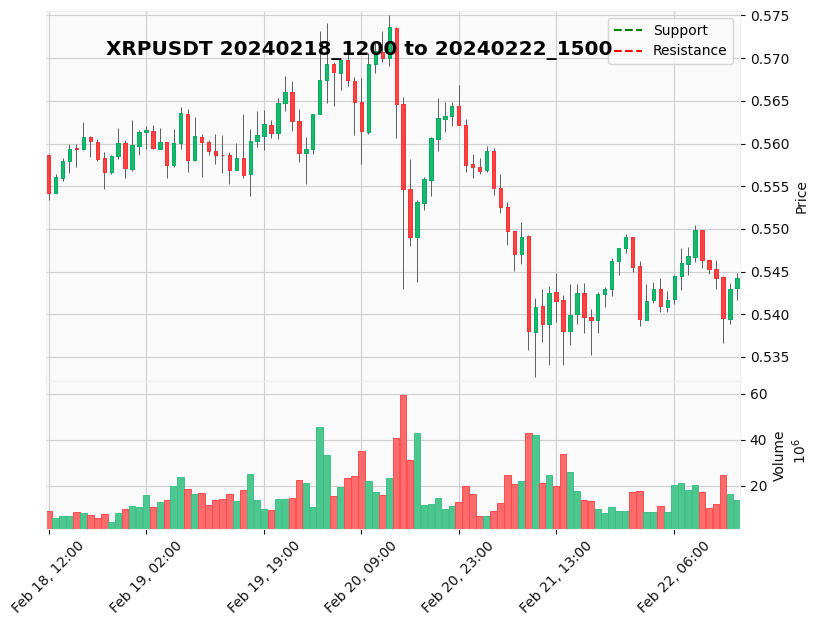 XRPUSDT 20240218_1200 to 20240222_1500
Support
Resistance
0.575
0.570
0.565
0.560
0.555
0.550
0.545
0.540
0.535
Price
60
40
20
Volume
10^6
Feb 18, 12:00
Feb 19, 02:00
Feb 19, 19:00
Feb 20, 09:00
Feb 20, 23:00
Feb 21, 13:00
Feb 22, 06:00